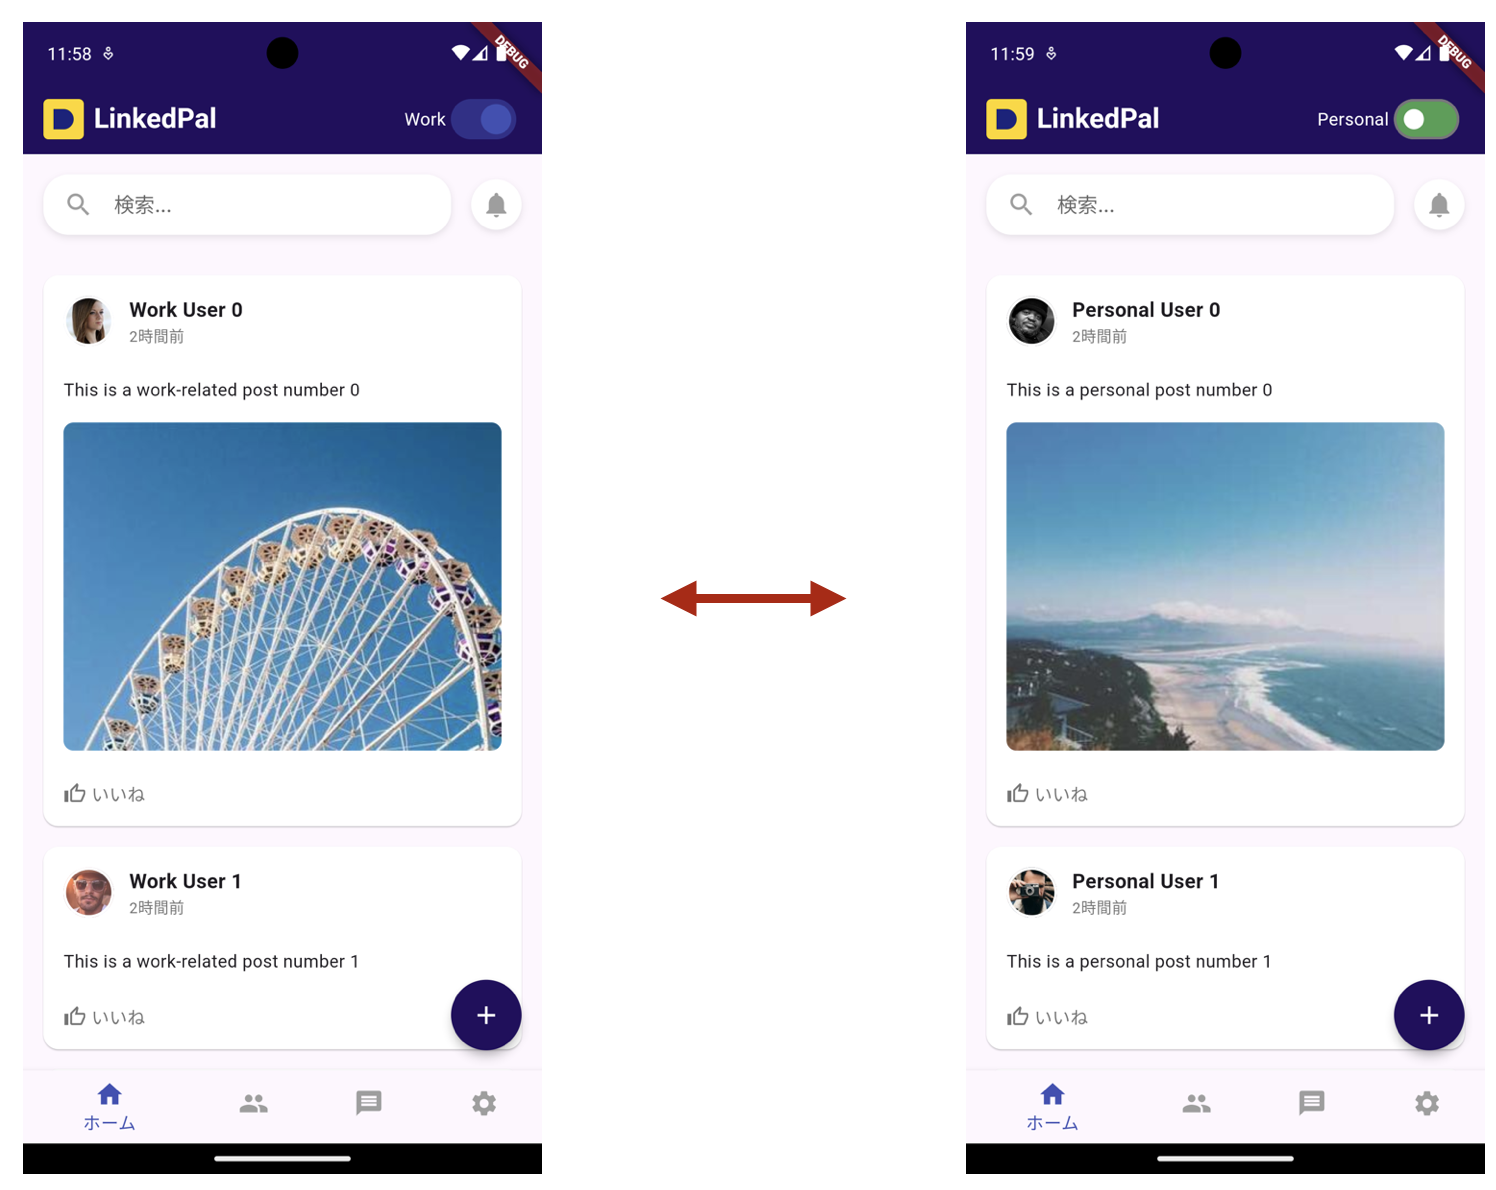 11:58
DEBUG
LinkedPal
Work
検索...
Work User 0
2時間前
This is a work-related post number 0
いいね
Work User 1
2時間前
This is a work-related post number 1
いいね
ホーム
11:59
DEBUG
LinkedPal
Personal
検索...
Personal User 0
2時間前
This is a personal post number 0
いいね
Personal User 1
2時間前
This is a personal post number 1
いいね
ホーム